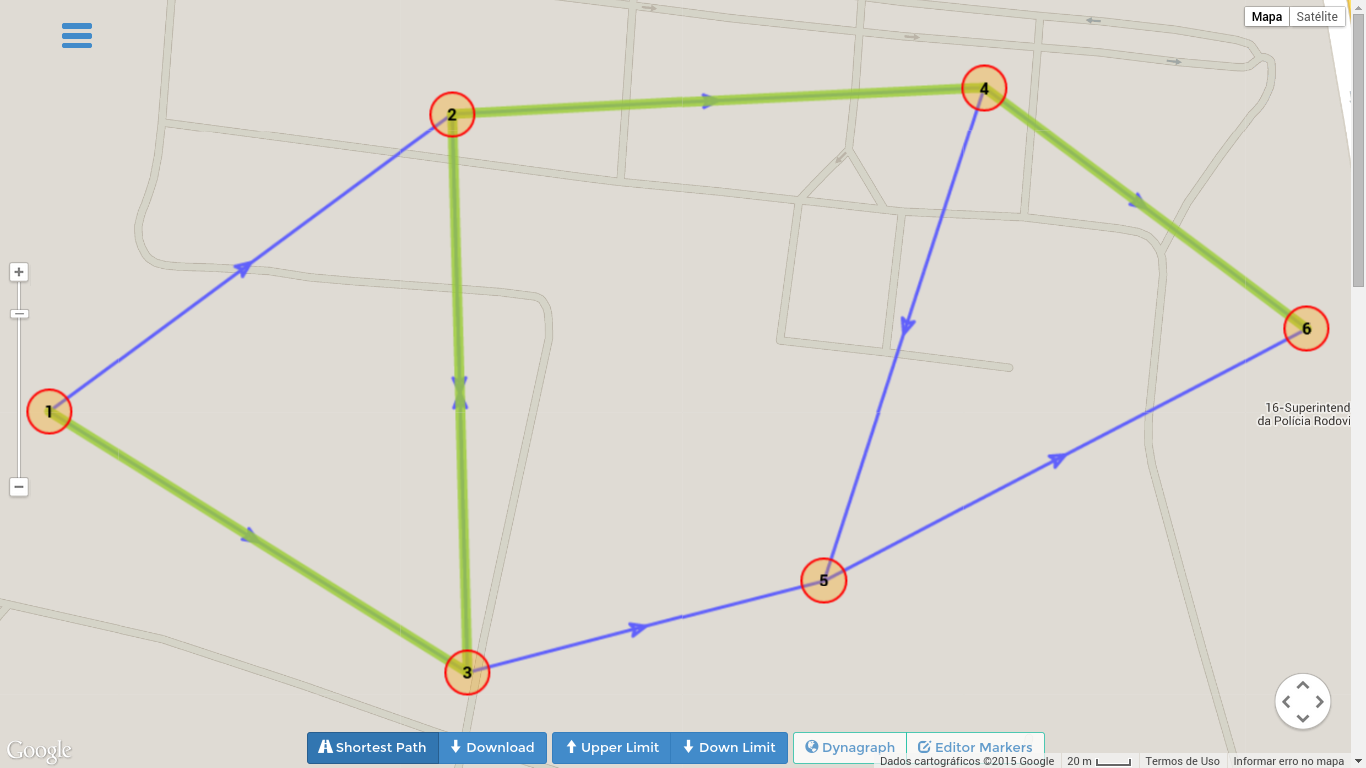 Mapa Satélite
2
4
6
1
16-Superintend
da Polícia Rodovi
5
3
Google
Shortest Path Download Upper Limit Down Limit Dynagraph Editor Markers
Dados cartográficos ©2015 Google 20 m Termos de Uso Informar erro no mapa